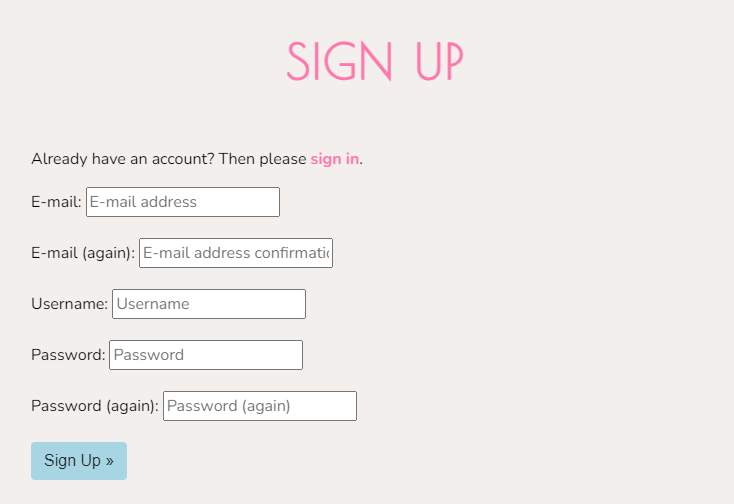 SIGN UP
Already have an account? Then please sign in.
E-mail: E-mail address
E-mail (again): E-mail address confirmatic
Username: Username
Password: Password
Password (again): Password (again)
Sign Up »